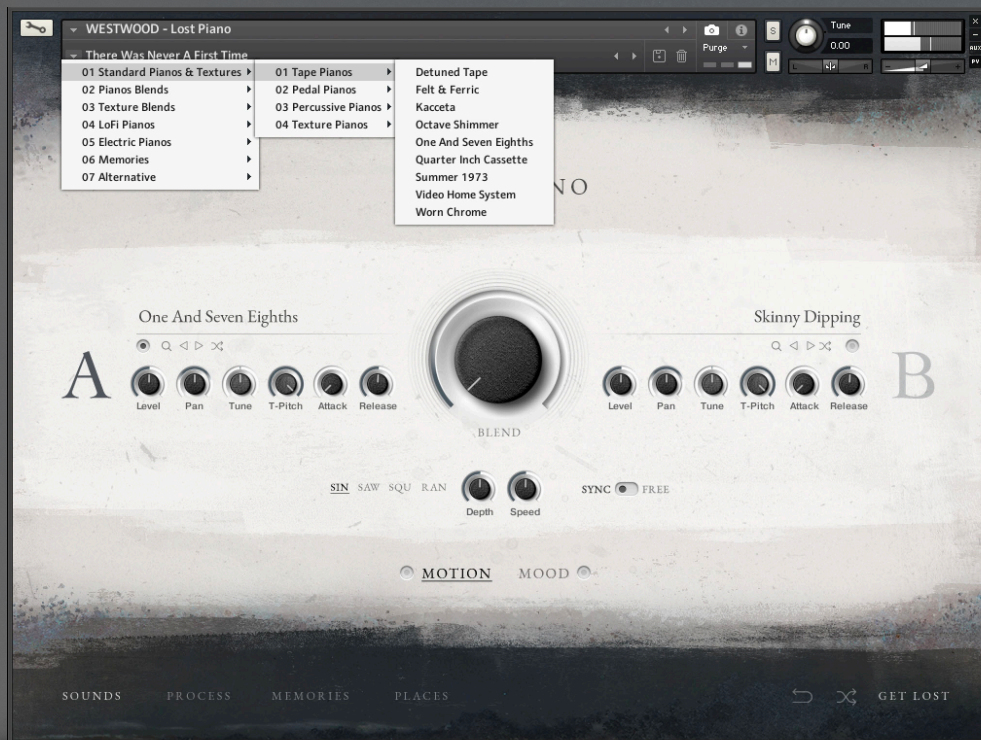 WESTWOOD - Lost Piano
There Was Never A First Time
Purge
S
M
Tune
0.00
L R
AUX
PV
01 Standard Pianos & Textures
02 Pianos Blends
03 Texture Blends
04 LoFi Pianos
05 Electric Pianos
06 Memories
07 Alternative
01 Tape Pianos
02 Pedal Pianos
03 Percussive Pianos
04 Texture Pianos
Detuned Tape
Felt & Ferric
Kacceta
Octave Shimmer
One And Seven Eighths
Quarter Inch Cassette
Summer 1973
Video Home System
Worn Chrome
NO
One And Seven Eighths
Skinny Dipping
A
B
Level Pan Tune T-Pitch Attack Release
Level Pan Tune T-Pitch Attack Release
BLEND
SIN SAW SQU RAN
Depth Speed
SYNC FREE
MOTION MOOD
SOUNDS PROCESS MEMORIES PLACES GET LOST